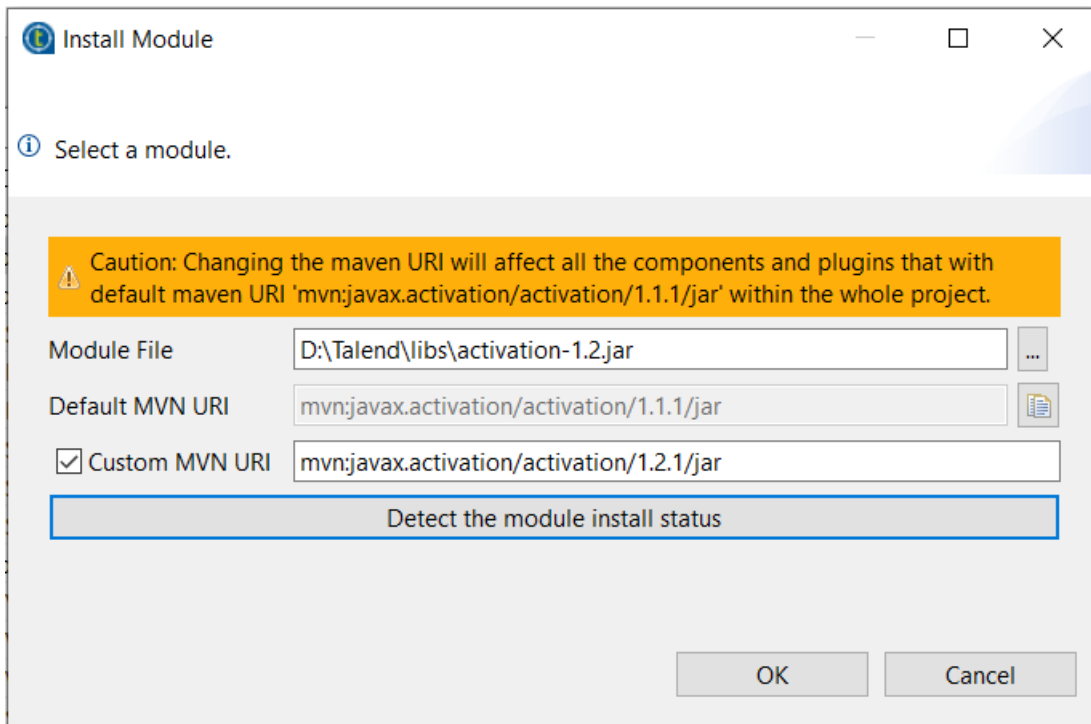 Install Module
Select a module.
Caution: Changing the maven URI will affect all the components and plugins that with
default maven URI 'mvn:javax.activation/activation/1.1.1/jar' within the whole project.
Module File D:\Talend\libs\activation-1.2.jar ...
Default MVN URI mvn:javax.activation/activation/1.1.1/jar
Custom MVN URI mvn:javax.activation/activation/1.2.1/jar
Detect the module install status
OK Cancel